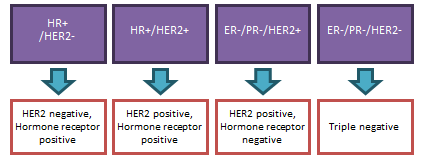 HR+
/HER2-
HR+/HER2+
ER-/PR-/HER2+
ER-/PR-/HER2-
HER2 negative,
Hormone receptor
positive
HER2 positive,
Hormone receptor
positive
HER2 positive,
Hormone receptor
negative
Triple negative